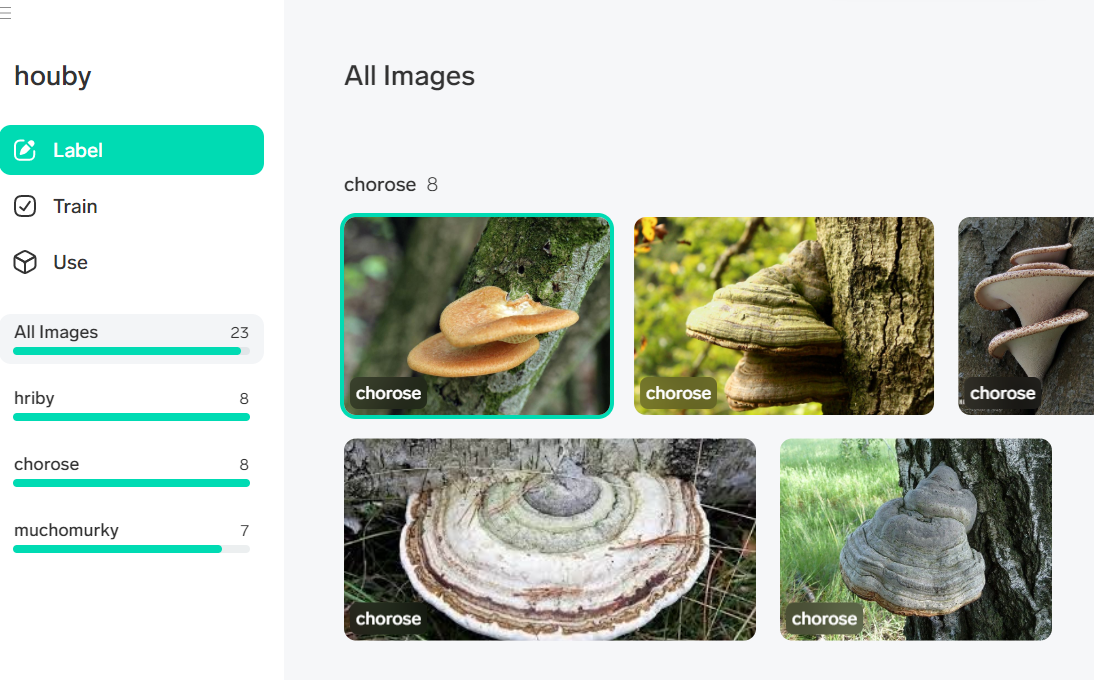 houby
Label
Train
Use
All Images 23
hriby 8
chorose 8
muchomurky 7
All Images
chorose 8
chorose
chorose
chorose
chorose
chorose